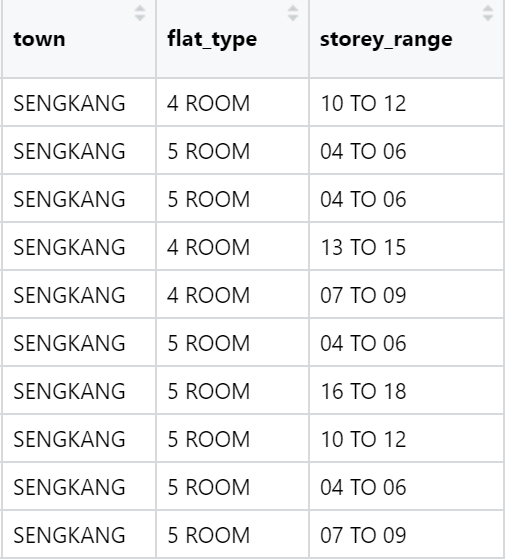 town flat_type storey_range
SENGKANG 4 ROOM 10 TO 12
SENGKANG 5 ROOM 04 TO 06
SENGKANG 5 ROOM 04 TO 06
SENGKANG 4 ROOM 13 TO 15
SENGKANG 4 ROOM 07 TO 09
SENGKANG 5 ROOM 04 TO 06
SENGKANG 5 ROOM 16 TO 18
SENGKANG 5 ROOM 10 TO 12
SENGKANG 5 ROOM 04 TO 06
SENGKANG 5 ROOM 07 TO 09